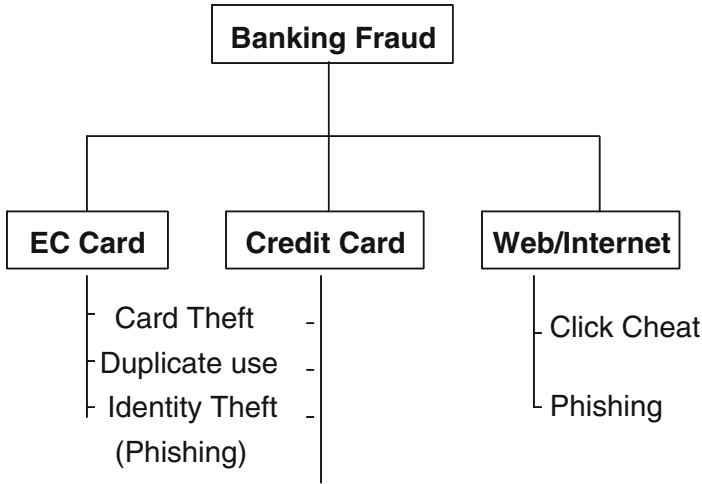 Banking Fraud
EC Card
Credit Card
Web/Internet
Card Theft
Duplicate use
Identity Theft
(Phishing)
Click Cheat
Phishing